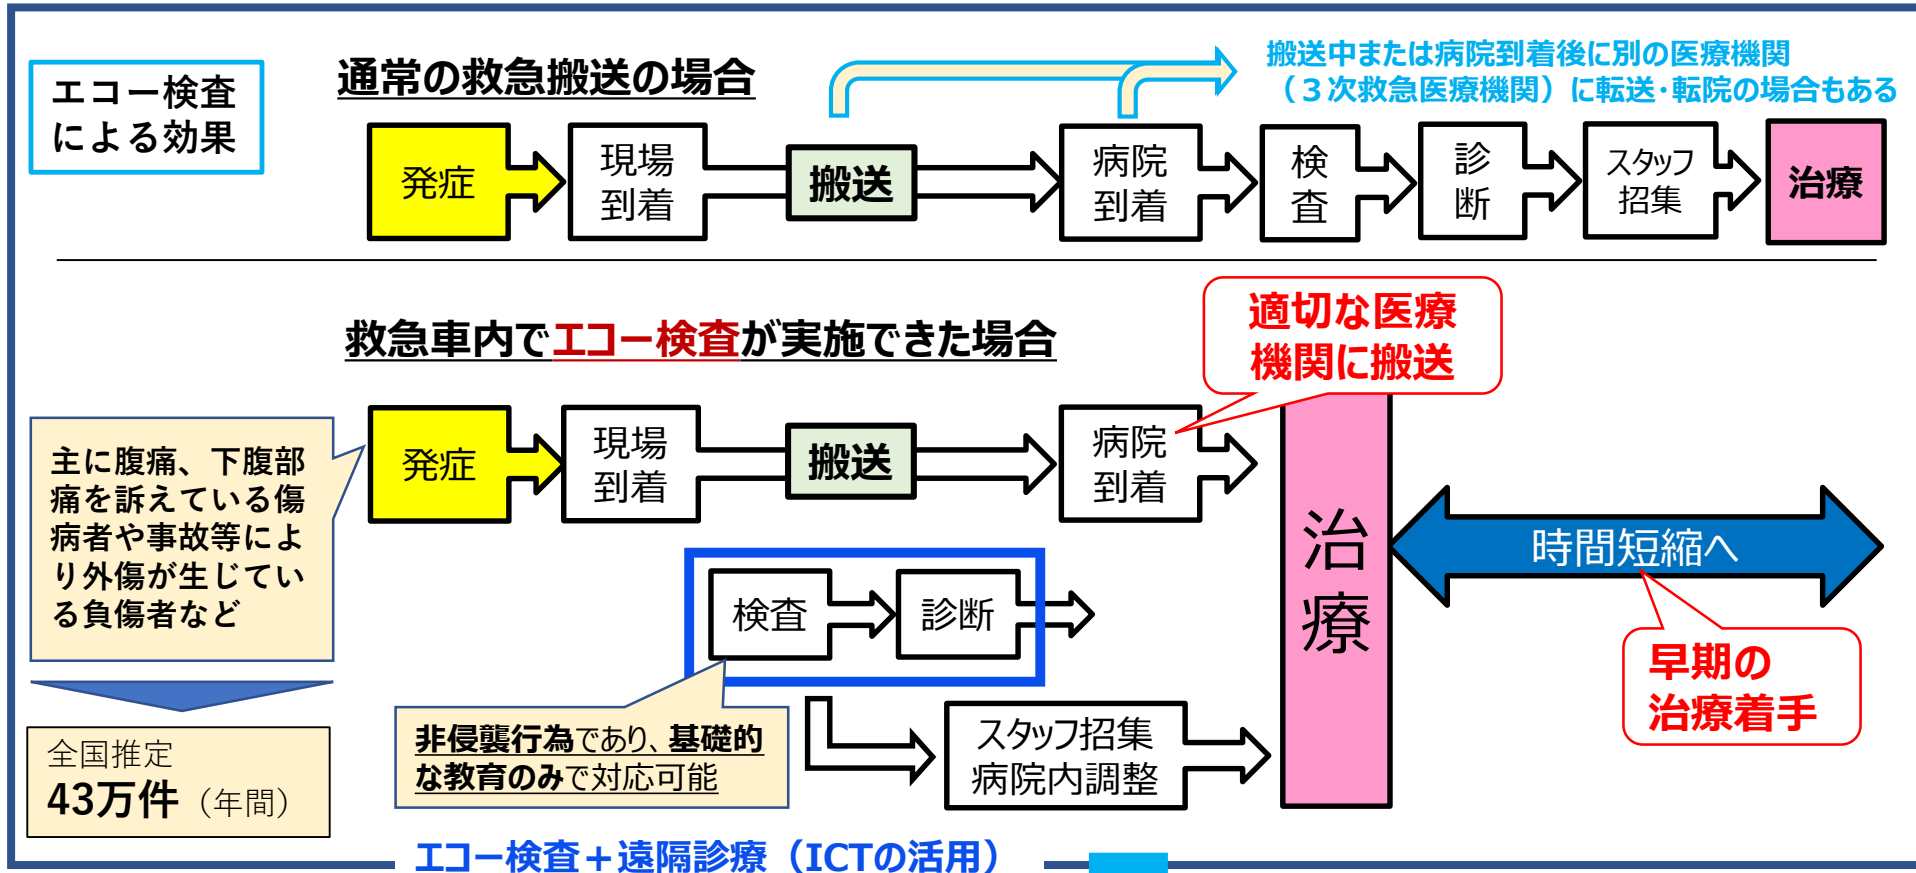 エコー検査
による効果
通常の救急搬送の場合
搬送中または病院到着後に別の医療機関
（３次救急医療機関）に転送・転院の場合もある
発症
現場
到着
搬送
病院
到着
検
査
診
断
スタッフ
招集
治療
救急車内でエコー検査が実施できた場合
適切な医療
機関に搬送
主に腹痛、下腹部
痛を訴えている傷
病者や事故等によ
り外傷が生じてい
る負傷者など
発症
現場
到着
搬送
病院
到着
治
療
時間短縮へ
早期の
治療着手
検査
診断
スタッフ招集
病院内調整
非侵襲行為であり、基礎的
な教育のみで対応可能
全国推定
43万件（年間）
エコー検査＋遠隔診療（ICTの活用）